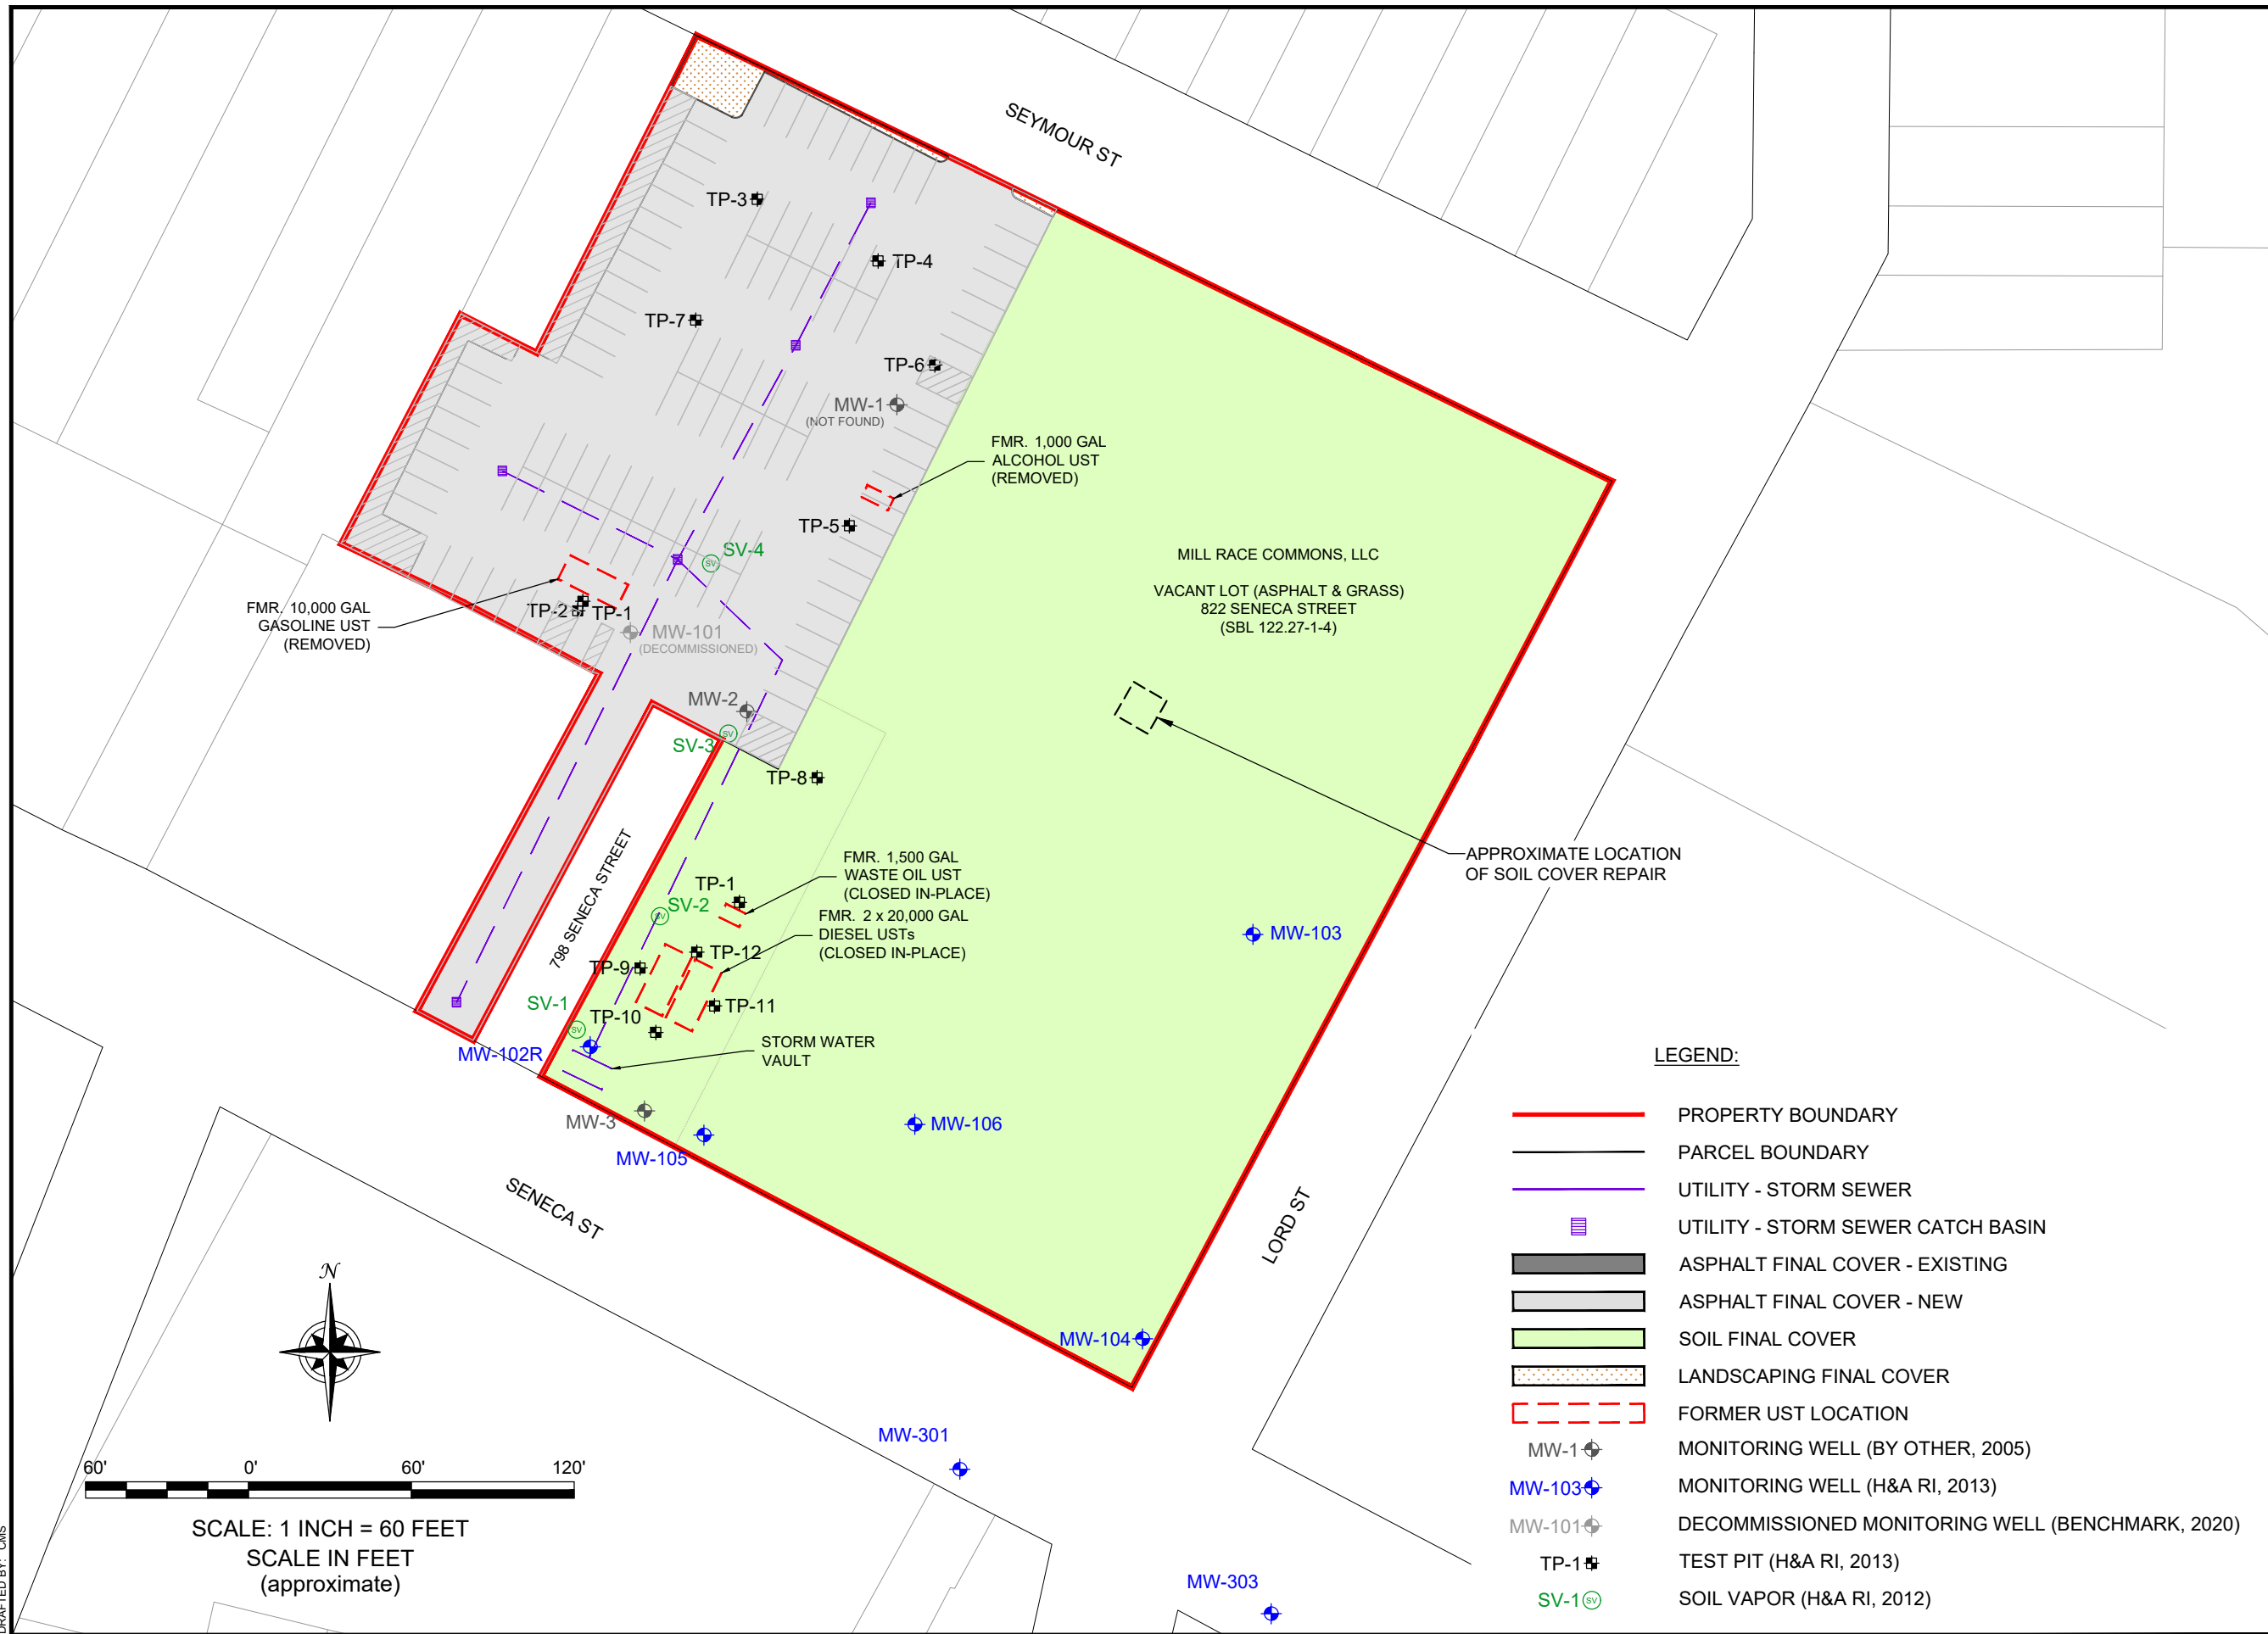 SEYMOUR ST
TP-3
TP-4
TP-7
TP-6
MW-1
(NOT FOUND)
FMR. 1,000 GAL
ALCOHOL UST
(REMOVED)
TP-5
SV-4
SV
MILL RACE COMMONS, LLC
VACANT LOT (ASPHALT & GRASS)
822 SENECA STREET
(SBL 122.27-1-4)
FMR. 10,000 GAL
GASOLINE UST
(REMOVED)
TP-2
TP-1
MW-101
(DECOMMISSIONED)
MW-2
SV-3
SV
TP-8
798 SENECA STREET
APPROXIMATE LOCATION
OF SOIL COVER REPAIR
FMR. 1,500 GAL
WASTE OIL UST
(CLOSED IN-PLACE)
TP-1
SV-2
SV
FMR. 2 x 20,000 GAL
DIESEL USTs
(CLOSED IN-PLACE)
MW-103
TP-12
TP-9
TP-11
SV-1
SV
TP-10
STORM WATER
VAULT
MW-102R
MW-3
MW-105
MW-106
SENECA ST
LORD ST
MW-104
MW-301
MW-303
N
60' 0' 60' 120'
SCALE: 1 INCH = 60 FEET
SCALE IN FEET
(approximate)
DRAFTED BY: CMS
LEGEND:
PROPERTY BOUNDARY
PARCEL BOUNDARY
UTILITY - STORM SEWER
UTILITY - STORM SEWER CATCH BASIN
ASPHALT FINAL COVER - EXISTING
ASPHALT FINAL COVER - NEW
SOIL FINAL COVER
LANDSCAPING FINAL COVER
FORMER UST LOCATION
MW-1 MONITORING WELL (BY OTHER, 2005)
MW-103 MONITORING WELL (H&A RI, 2013)
MW-101 DECOMMISSIONED MONITORING WELL (BENCHMARK, 2020)
TP-1 TEST PIT (H&A RI, 2013)
SV-1 SV SOIL VAPOR (H&A RI, 2012)